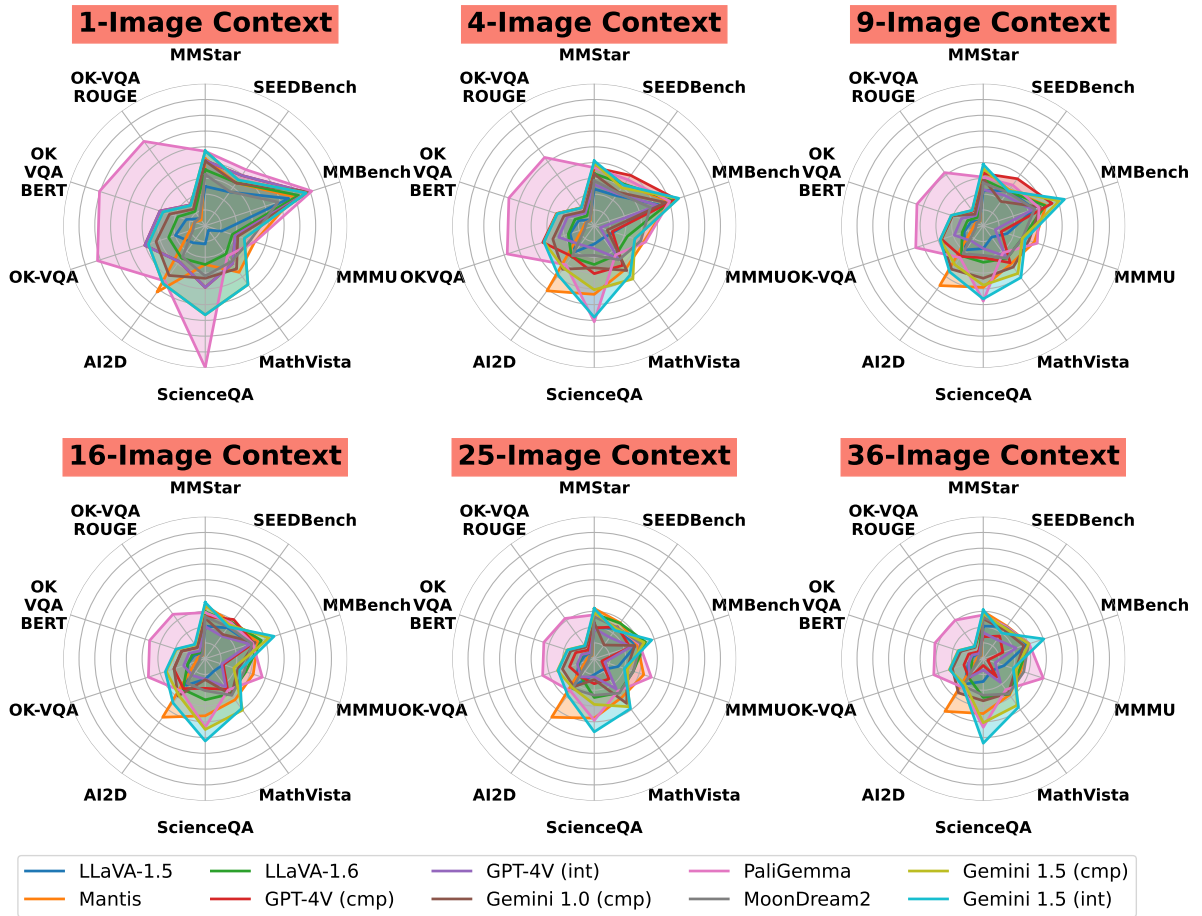 1-Image Context
MMStar
SEEDBench
MMBench
MMMU
MathVista
ScienceQA
AI2D
OK-VQA
OK
VQA
BERT
OK-VQA
ROUGE
4-Image Context
MMStar
SEEDBench
MMBench
MMMU
MathVista
ScienceQA
AI2D
OKVQA
OK
VQA
BERT
OK-VQA
ROUGE
9-Image Context
MMStar
SEEDBench
MMBench
MMMU
MathVista
ScienceQA
AI2D
OK-VQA
OK
VQA
BERT
OK-VQA
ROUGE
16-Image Context
MMStar
SEEDBench
MMBench
MMMU
MathVista
ScienceQA
AI2D
OK-VQA
OK
VQA
BERT
OK-VQA
ROUGE
25-Image Context
MMStar
SEEDBench
MMBench
MMMU
MathVista
ScienceQA
AI2D
OK-VQA
OK
VQA
BERT
OK-VQA
ROUGE
36-Image Context
MMStar
SEEDBench
MMBench
MMMU
MathVista
ScienceQA
AI2D
OK-VQA
OK
VQA
BERT
OK-VQA
ROUGE
LLaVA-1.5
Mantis
LLaVA-1.6
GPT-4V (cmp)
GPT-4V (int)
Gemini 1.0 (cmp)
PaliGemma
MoonDream2
Gemini 1.5 (cmp)
Gemini 1.5 (int)